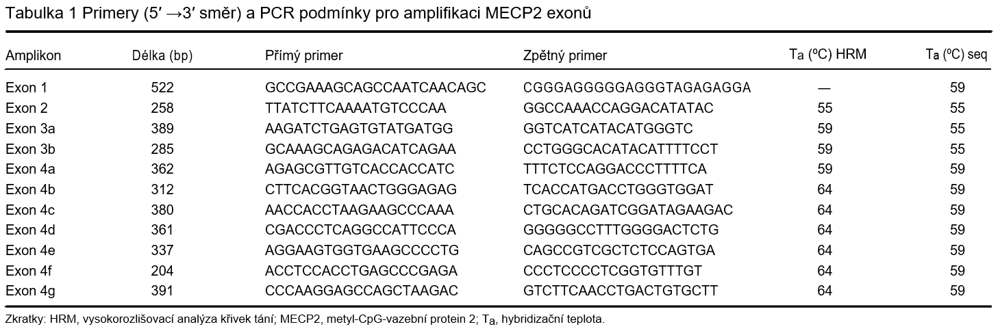 Tabulka 1 Primery (5′ →3′ směr) a PCR podmínky pro amplifikaci MECP2 exonů
Amplikon Délka (bp) Přímý primer Zpětný primer Ta (ºC) HRM Ta (ºC) seq
Exon 1 522 GCCGAAAGCAGCCAATCAACAGC CGGGAGGGGGAGGGTAGAGAGGA — 59
Exon 2 258 TTATCTTCAAAATGTCCCAA GGCCAAACCAGGACATATAC 55 55
Exon 3a 389 AAGATCTGAGTGTATGATGG GGTCATCATACATGGGTC 59 55
Exon 3b 285 GCAAAGCAGAGACATCAGAA CCTGGGCACATACATTTTCCT 59 55
Exon 4a 362 AGAGCGTTGTCACCACCATC TTTCTCCAGGACCCTTTTCA 59 59
Exon 4b 312 CTTCACGGTAACTGGGAGAG TCACCATGACCTGGGTGGAT 64 59
Exon 4c 380 AACCACCTAAGAAGCCCAAA CTGCACAGATCGGATAGAAGAC 64 59
Exon 4d 361 CGACCCTCAGGCCATTCCCA GGGGGCCTTTGGGGACTCTG 64 59
Exon 4e 337 AGGAAGTGGTGAAGCCCCTG CAGCCGTCGCTCTCCAGTGA 64 59
Exon 4f 204 ACCTCCACCTGAGCCCGAGA CCCTCCCCTCGGTGTTTGT 64 59
Exon 4g 391 CCCAAGGAGCCAGCTAAGAC GTCTTCAACCTGACTGTGCTT 64 59
Zkratky: HRM, vysokorozlišovací analýza křivek tání; MECP2, metyl-CpG-vazební protein 2; Ta, hybridizační teplota.